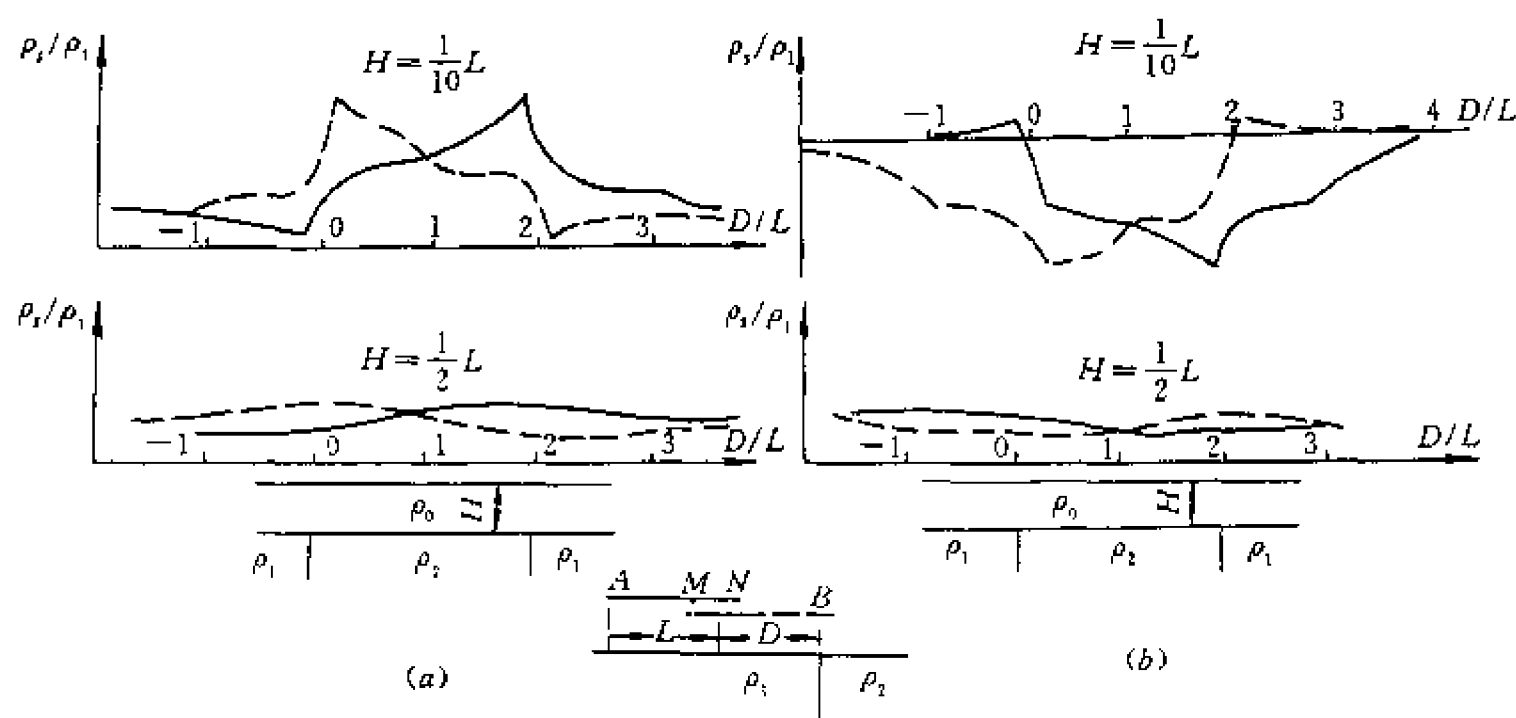 ρs/ρ1
H=1/10 L
-1 0 1 2 3 D/L
ρs/ρ1
H=1/10 L
-1 0 1 2 3 4 D/L
ρs/ρ1
H=1/2 L
-1 0 1 2 3 D/L
ρs/ρ1
H=1/2 L
-1 0 1 2 3 D/L
ρ0 H
ρ1 ρ2 ρ1
ρ0 H
ρ1 ρ2 ρ1
A M N B
L D
ρ1 ρ2
(a)
(b)